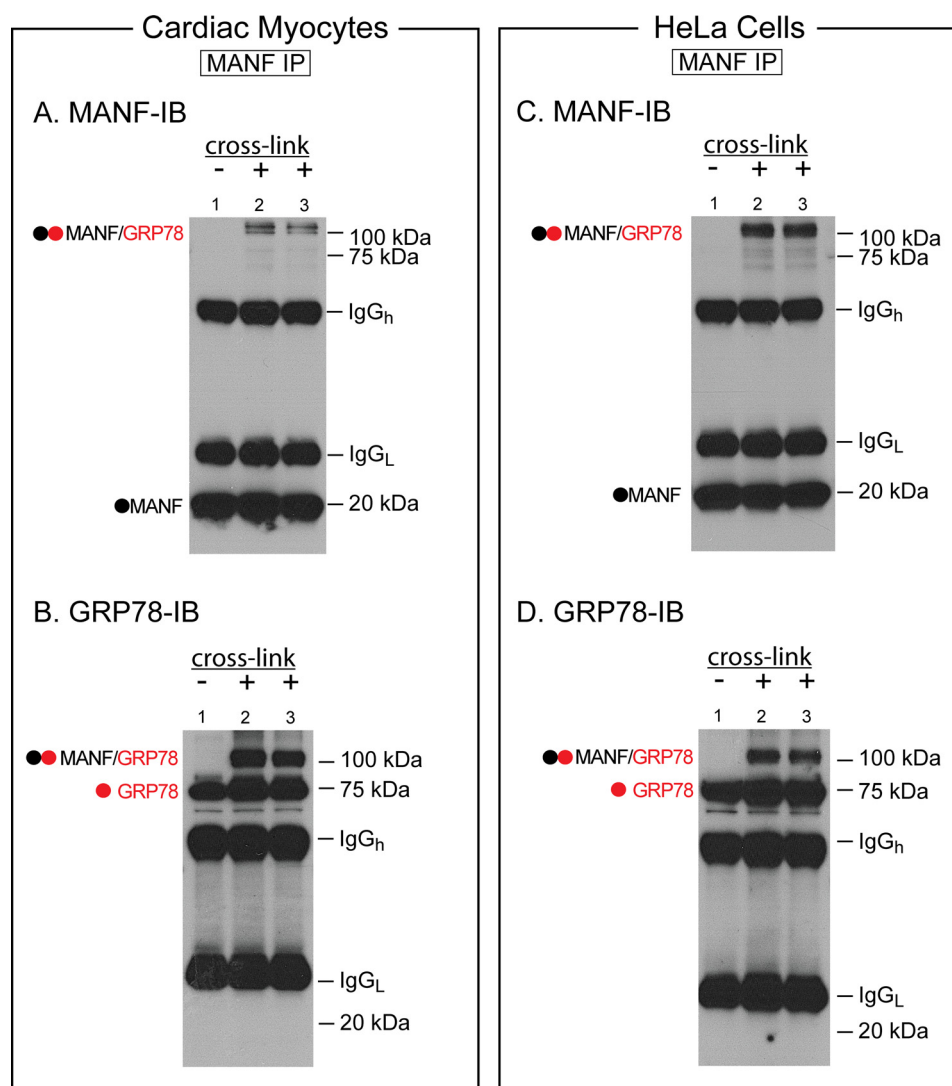 Cardiac Myocytes
MANF IP
A. MANF-IB
cross-link
- + +
1 2 3
MANF/GRP78
100 kDa
75 kDa
IgGh
IgGL
MANF
20 kDa
B. GRP78-IB
cross-link
- + +
1 2 3
MANF/GRP78
100 kDa
GRP78
75 kDa
IgGh
IgGL
20 kDa
HeLa Cells
MANF IP
C. MANF-IB
cross-link
- + +
1 2 3
MANF/GRP78
100 kDa
75 kDa
IgGh
IgGL
MANF
20 kDa
D. GRP78-IB
cross-link
- + +
1 2 3
MANF/GRP78
100 kDa
GRP78
75 kDa
IgGh
IgGL
20 kDa